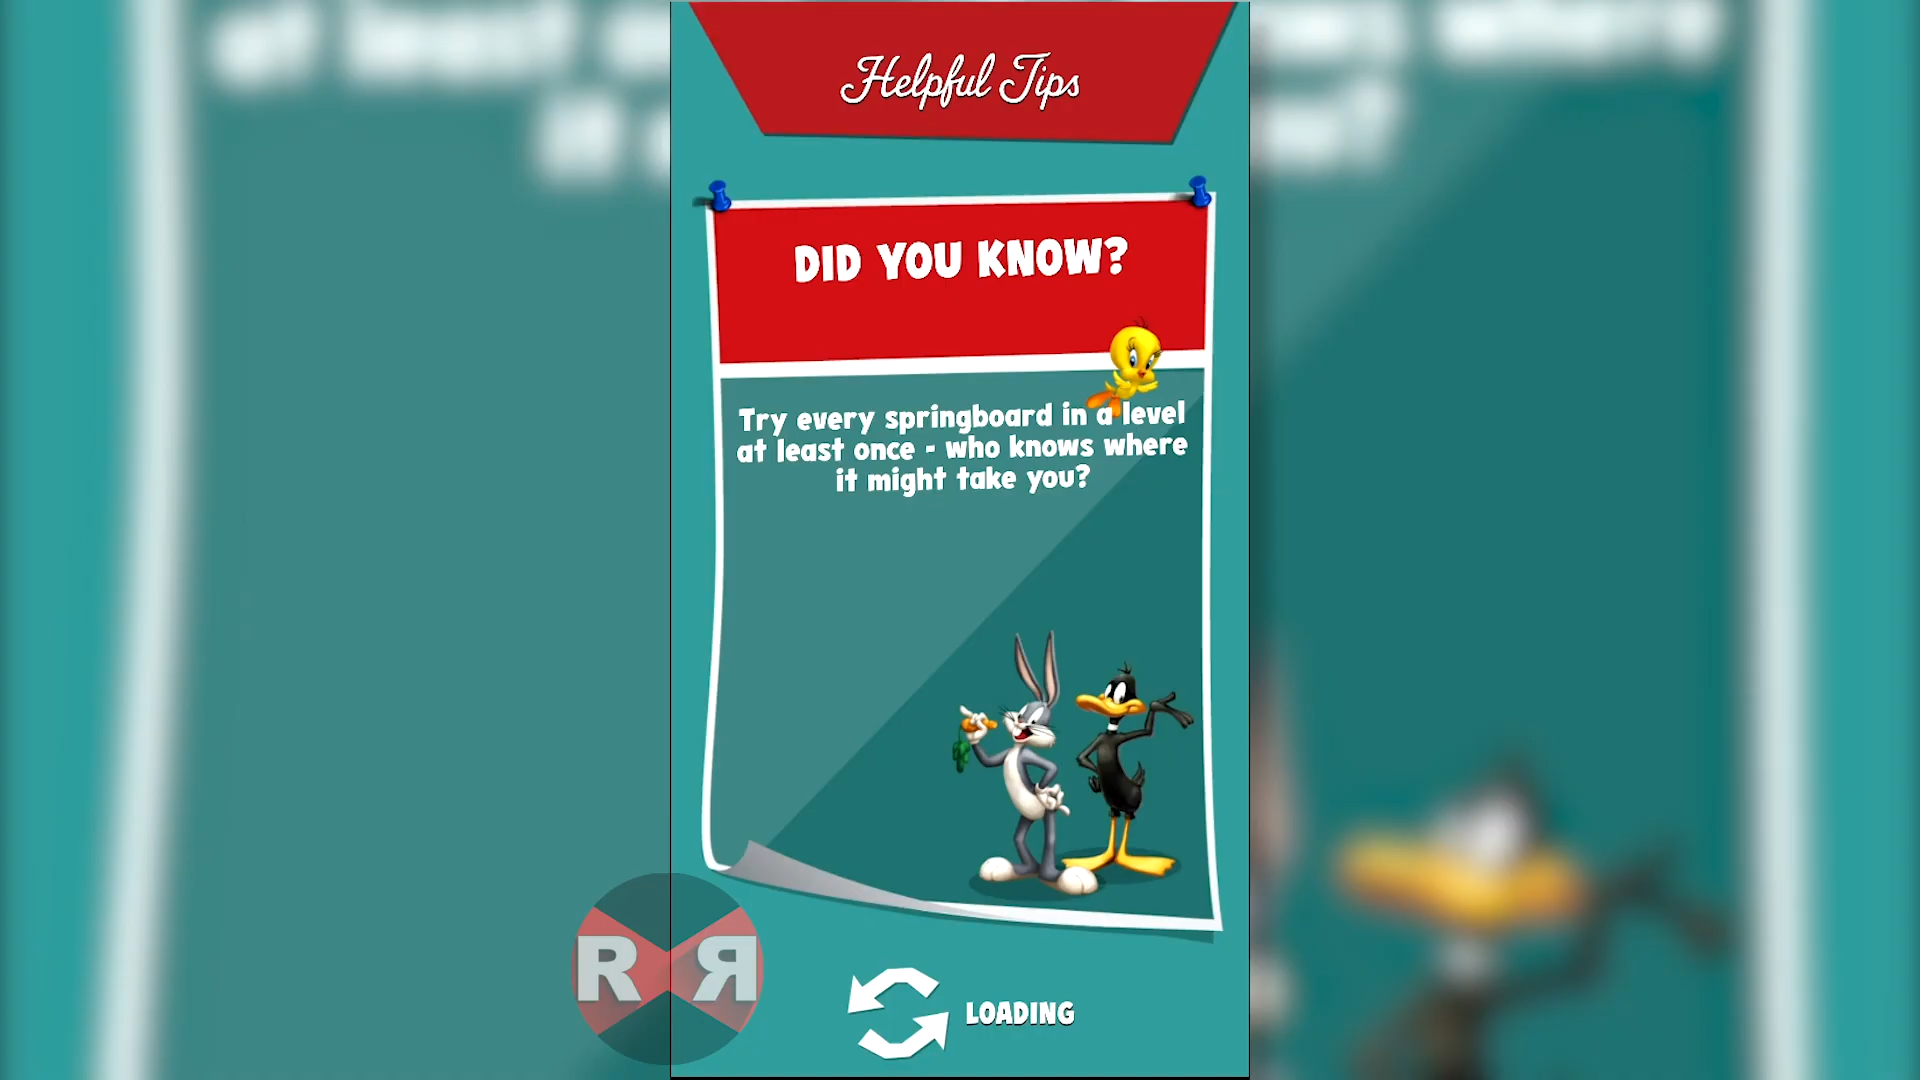 Helpful Tips
DID YOU KNOW?
Try every springboard in a level
at least once - who knows where
it might take you?
RЯ
LOADING